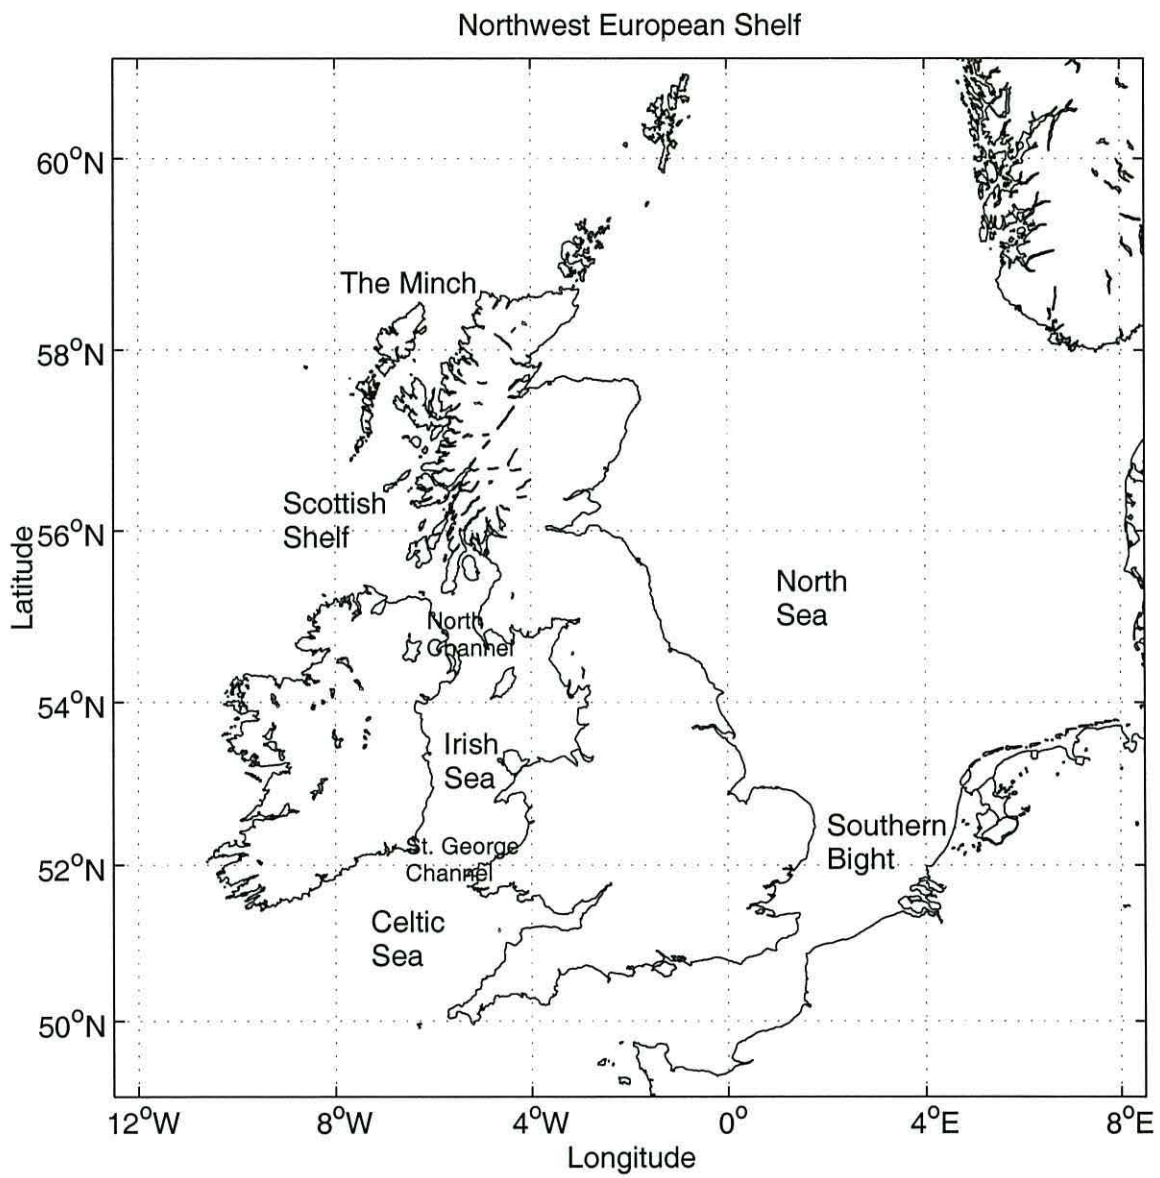 Northwest European Shelf
60°N
The Minch
58°N
Scottish
Shelf
56°N
Latitude
North
Sea
North
Channel
54°N
Irish
Sea
Southern
Bight
St. George
Channel
52°N
Celtic
Sea
50°N
12°W 8°W 4°W 0° 4°E 8°E
Longitude